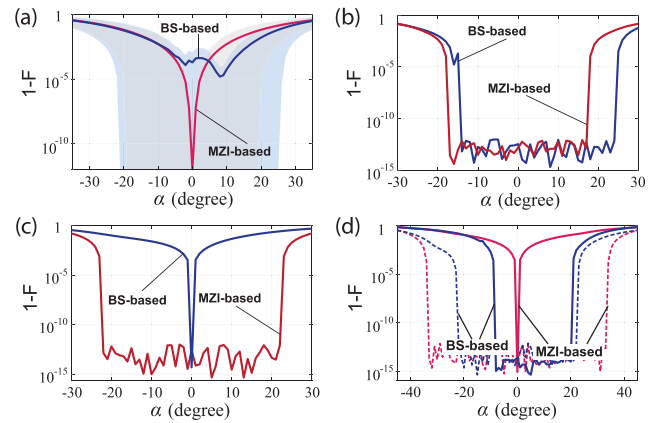 (a)
BS-based
MZI-based
1
10-5
10-10
1-F
-30 -20 -10 0 10 20 30
α (degree)
(b)
BS-based
MZI-based
1
10-5
10-10
10-15
1-F
-30 -20 -10 0 10 20 30
α (degree)
(c)
BS-based
MZI-based
1
10-5
10-10
10-15
1-F
-30 -20 -10 0 10 20 30
α (degree)
(d)
BS-based
MZI-based
1
10-5
10-10
10-15
1-F
-40 -20 0 20 40
α (degree)